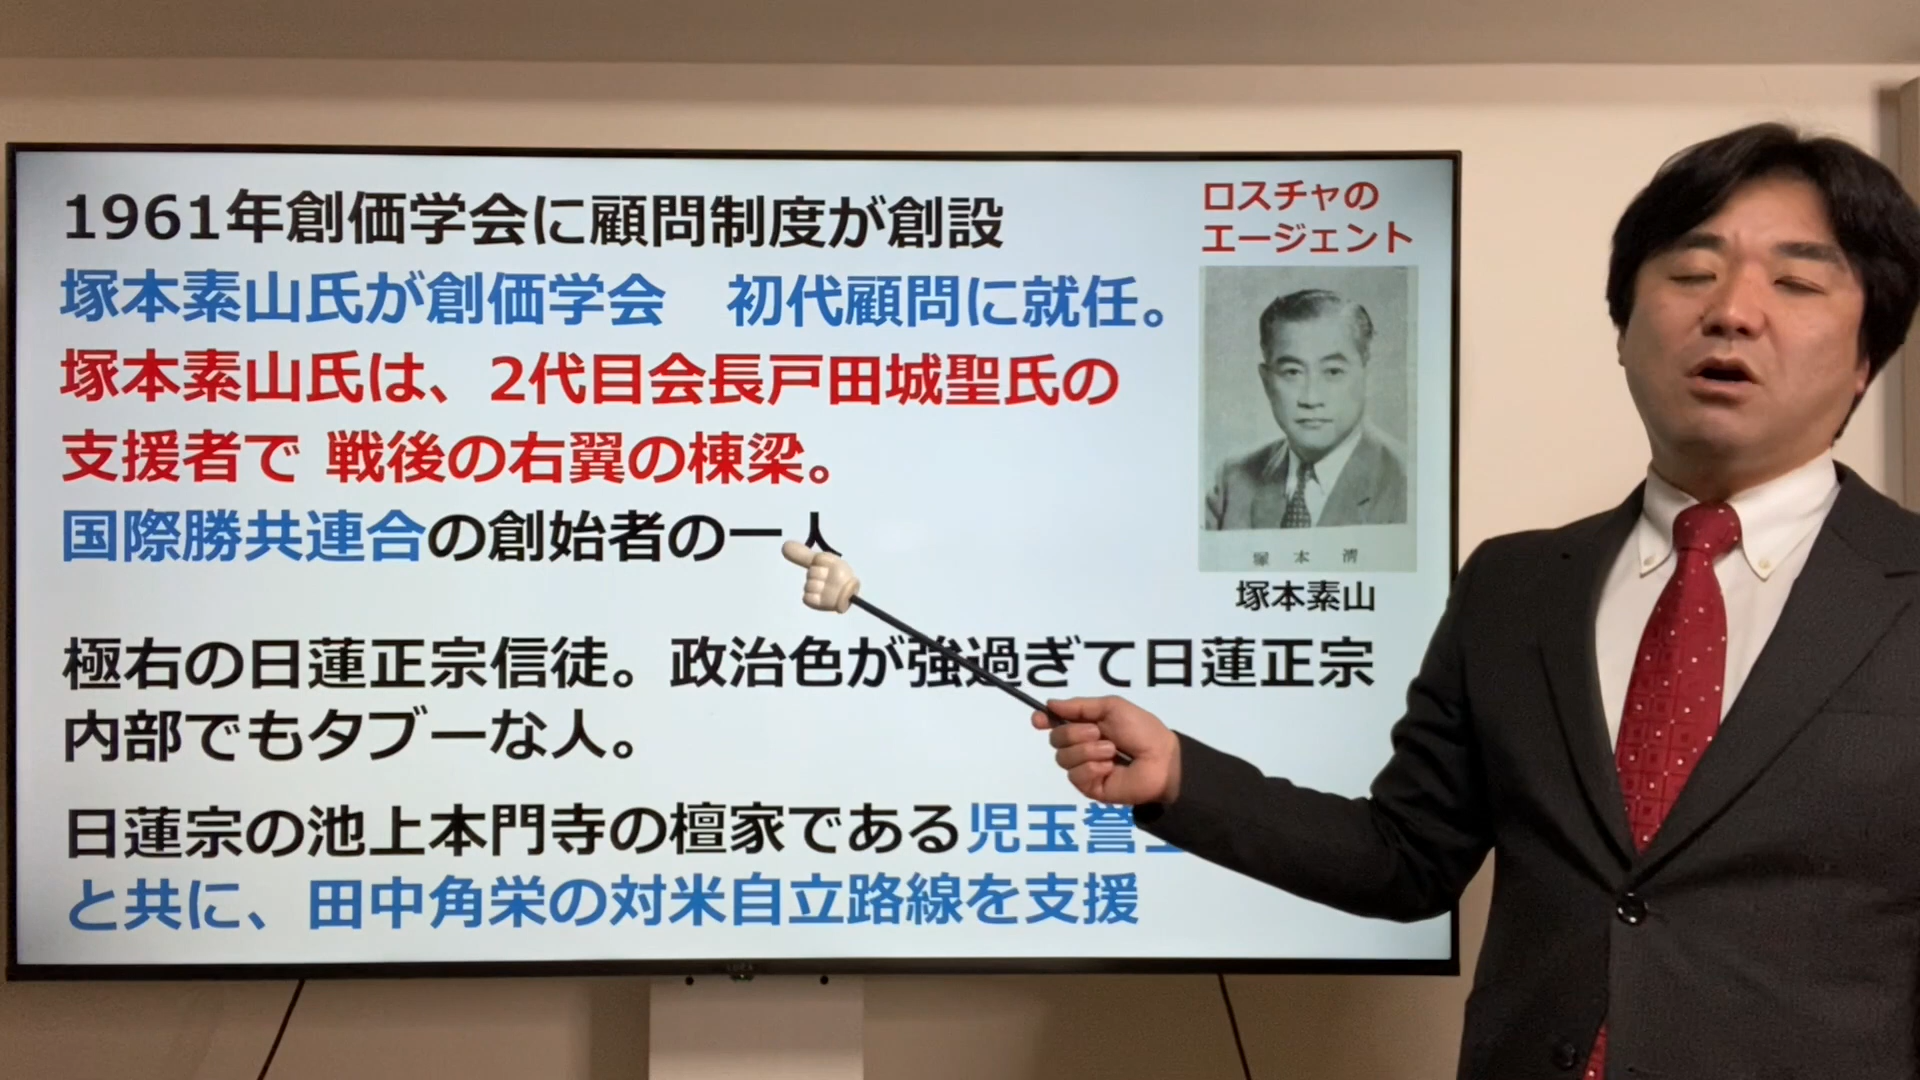 1961年創価学会に顧問制度が創設
塚本素山氏が創価学会　初代顧問に就任。
塚本素山氏は、2代目会長戸田城聖氏の
支援者で 戦後の右翼の棟梁。
国際勝共連合の創始者の一人
極右の日蓮正宗信徒。政治色が強過ぎて日蓮正宗
内部でもタブーな人。
日蓮宗の池上本門寺の檀家である児玉誉
と共に、田中角栄の対米自立路線を支援
ロスチャの
エージェント
塚本清
塚本素山